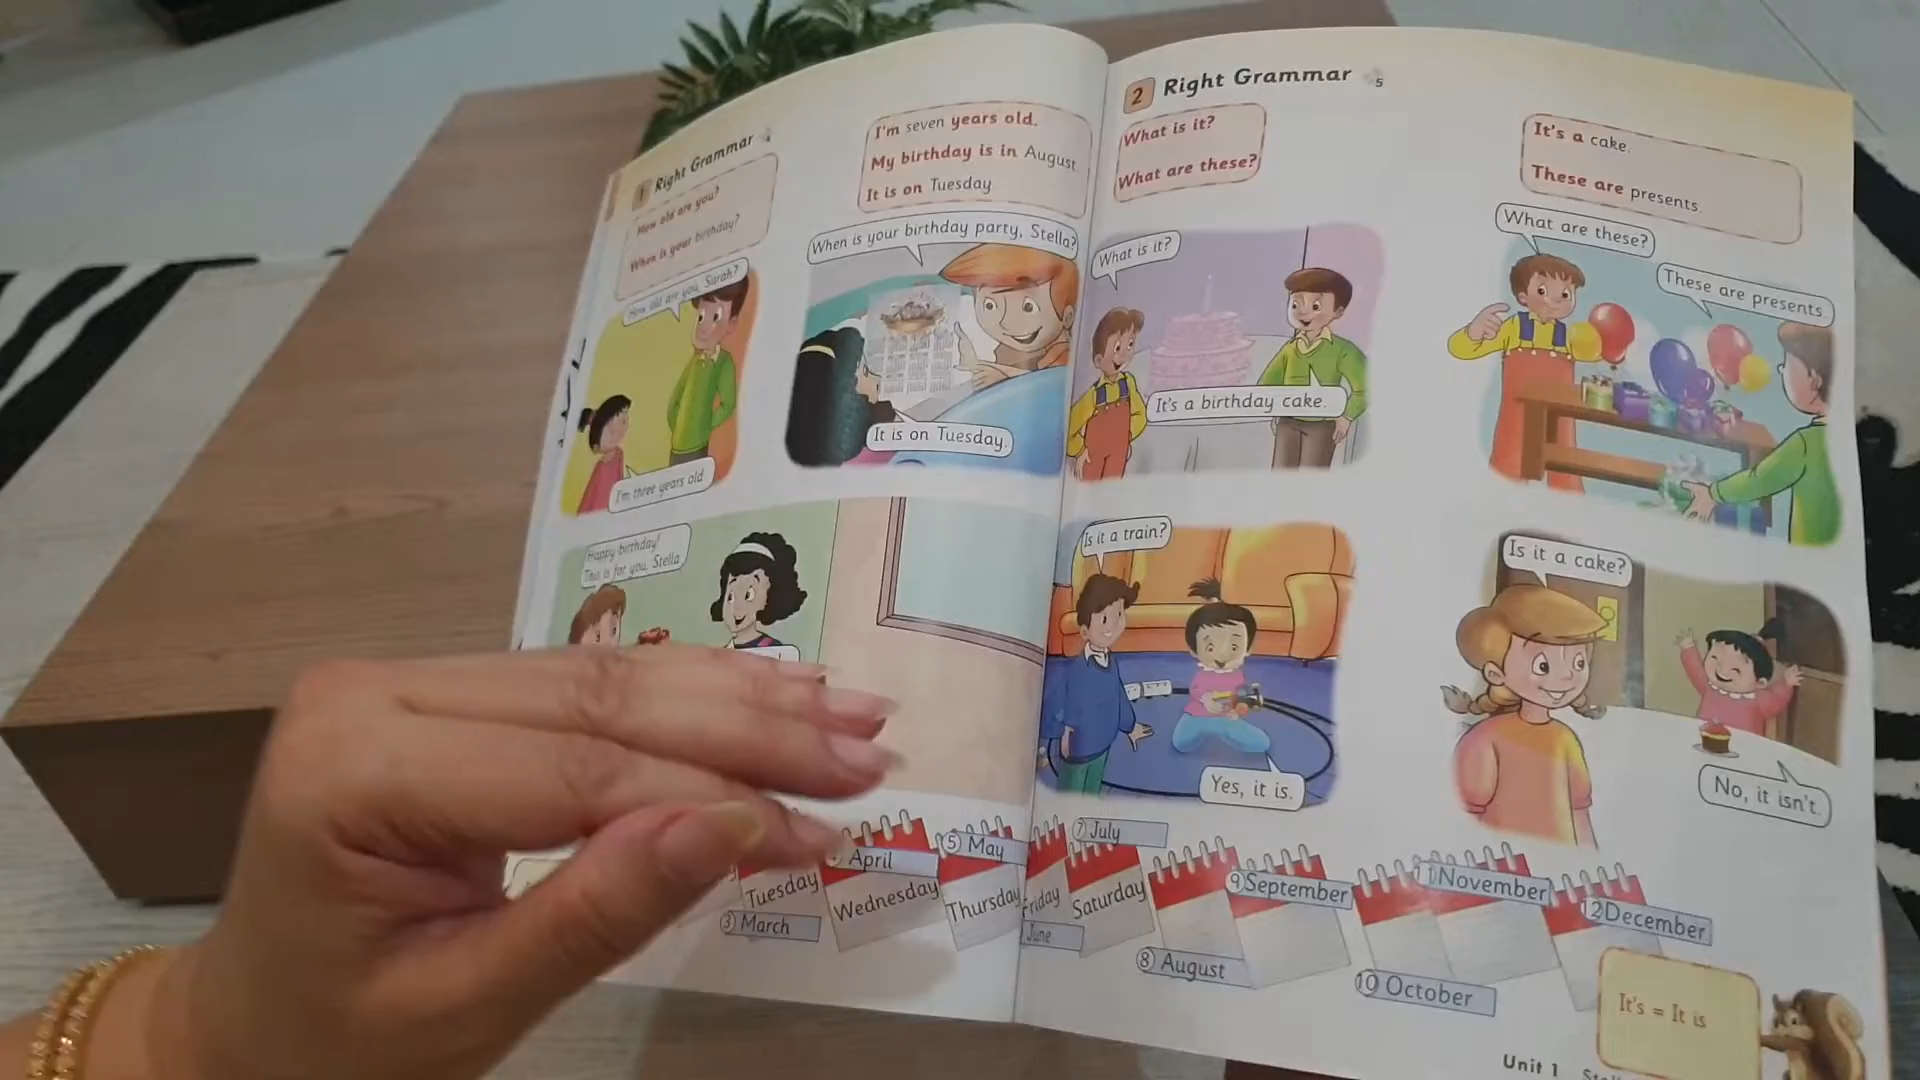 1 Right Grammar
How old are you?
When is your birthday?
I'm seven years old.
My birthday is in August
It is on Tuesday
How old are you, Sarah?
I'm three years old
When is your birthday party, Stella?
It is on Tuesday.
Happy birthday!
This is for you, Stella
2 Right Grammar 5
What is it?
What are these?
It's a cake.
These are presents.
What is it?
It's a birthday cake.
What are these?
These are presents.
Is it a train?
Yes, it is.
Is it a cake?
No, it isn't.
Tuesday
③ March
April
Wednesday
⑤ May
Thursday
Friday
June
⑦ July
Saturday
⑧ August
⑨ September
10 October
11 November
12 December
It's = It is
Unit 1